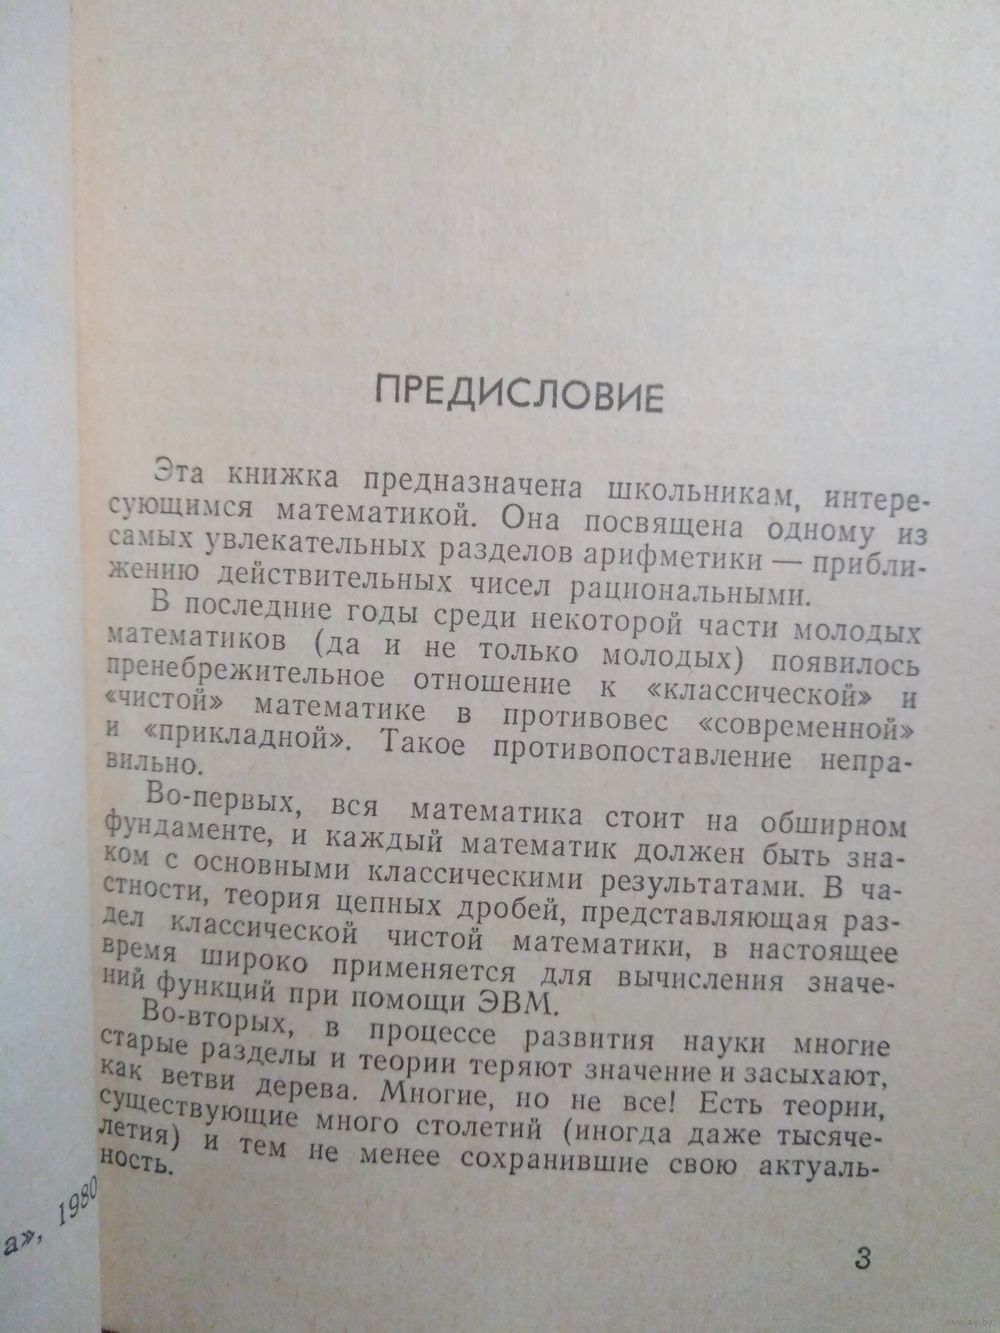 ПРЕДИСЛОВИЕ
Эта книжка предназначена школьникам, интере-
сующимся математикой. Она посвящена одному из
самых увлекательных разделов арифметики — прибли-
жению действительных чисел рациональными.
В последние годы среди некоторой части молодых
математиков (да и не только молодых) появилось
пренебрежительное отношение к «классической» и
«чистой» математике в противовес «современной»
и «прикладной». Такое противопоставление непра-
вильно.
Во-первых, вся математика стоит на обширном
фундаменте, и каждый математик должен быть зна-
ком с основными классическими результатами. В ча-
стности, теория цепных дробей, представляющая раз-
дел классической чистой математики, в настоящее
время широко применяется для вычисления значе-
ний функций при помощи ЭВМ.
Во-вторых, в процессе развития науки многие
старые разделы и теории теряют значение и засыхают,
как ветви дерева. Многие, но не все! Есть теории,
существующие много столетий (иногда даже тысяче-
летия) и тем не менее сохранившие свою актуаль-
ность.
а», 1980
3
www.ay.by